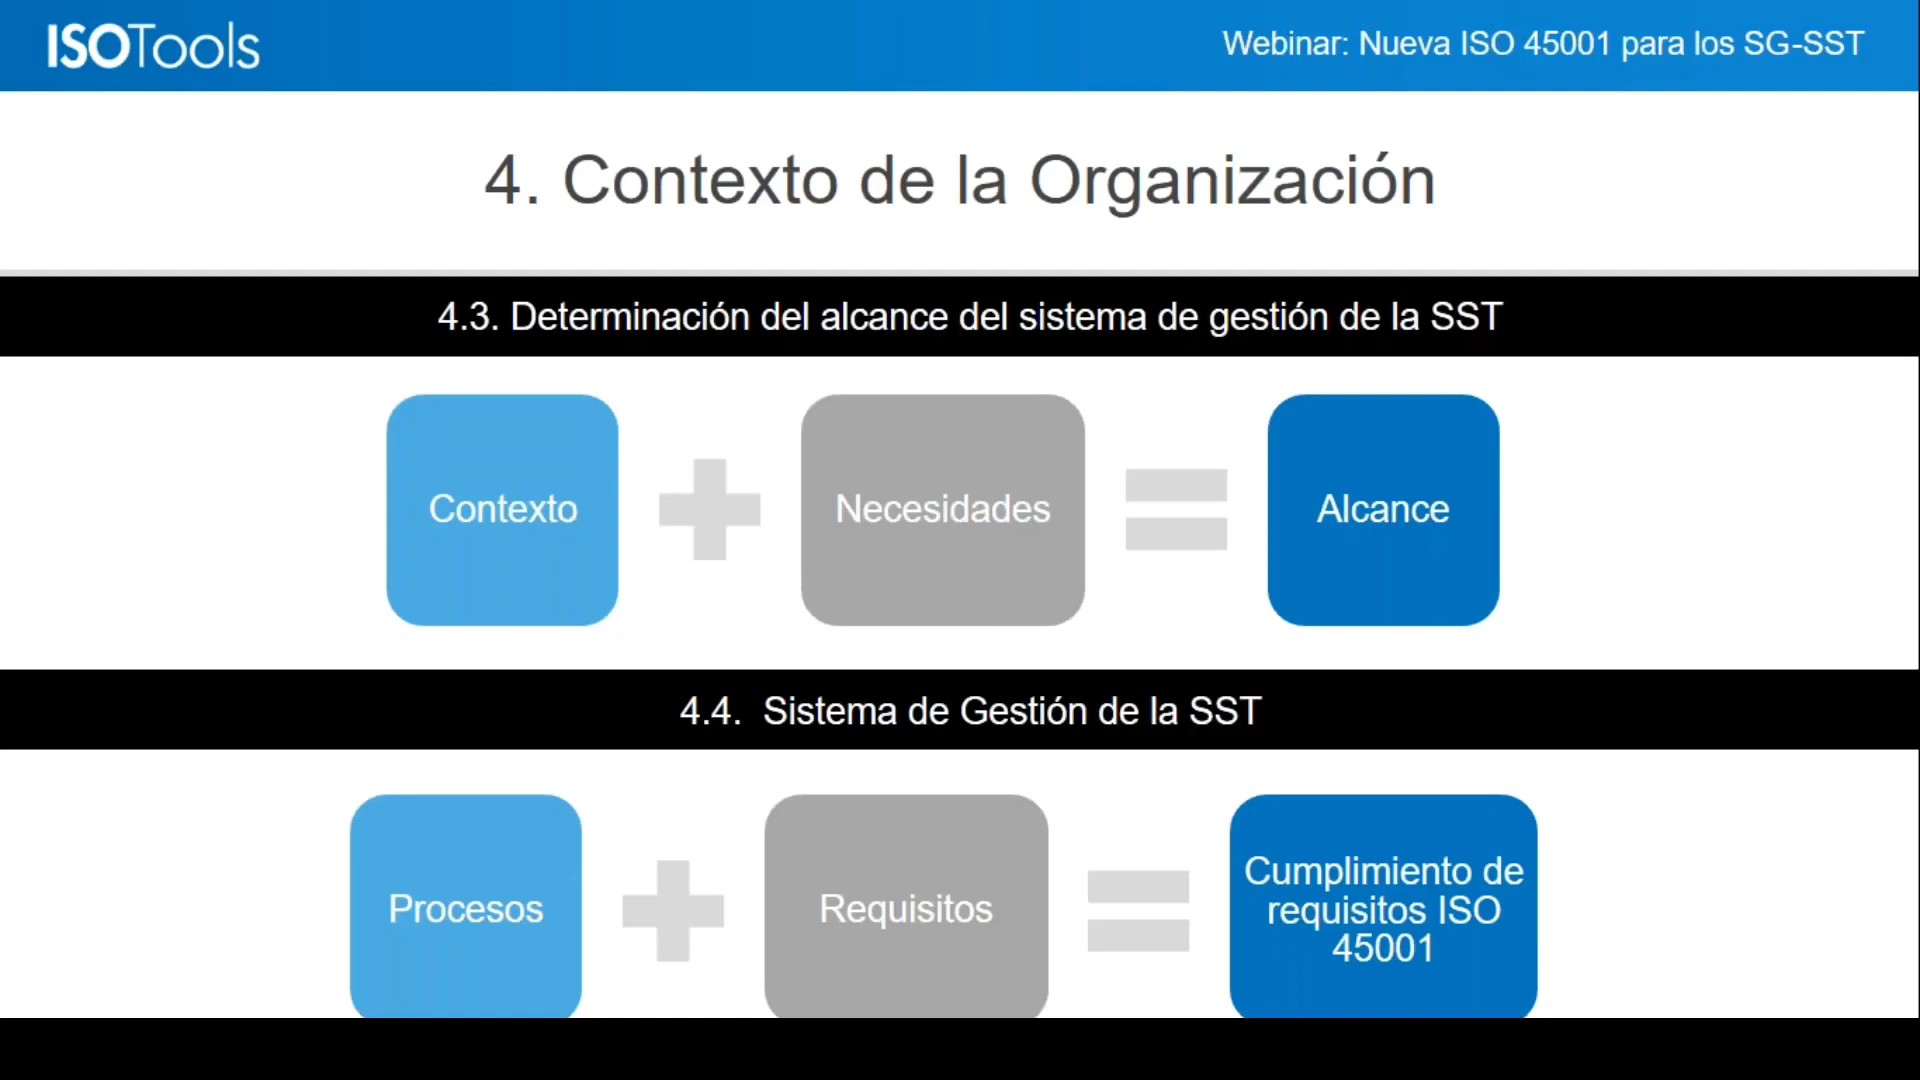 ISOTools
Webinar: Nueva ISO 45001 para los SG-SST
4. Contexto de la Organización
4.3. Determinación del alcance del sistema de gestión de la SST
Contexto
Necesidades
Alcance
4.4. Sistema de Gestión de la SST
Procesos
Requisitos
Cumplimiento de
requisitos ISO
45001